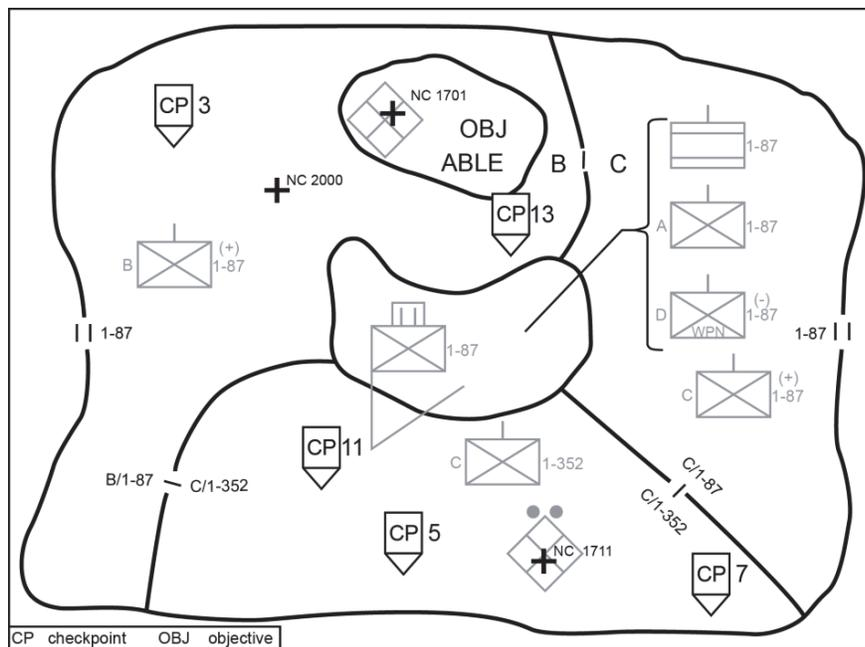 CP 3
NC 1701
OBJ
ABLE
B C
1-87
NC 2000
CP 13
A 1-87
B (+)
1-87
D (-)
1-87
WPN
1-87
1-87
1-87
C (+)
1-87
CP 11
C 1-352
B/1-87 C/1-352
C/1-87
C/1-352
CP 5
NC 1711
CP 7
CP checkpoint OBJ objective